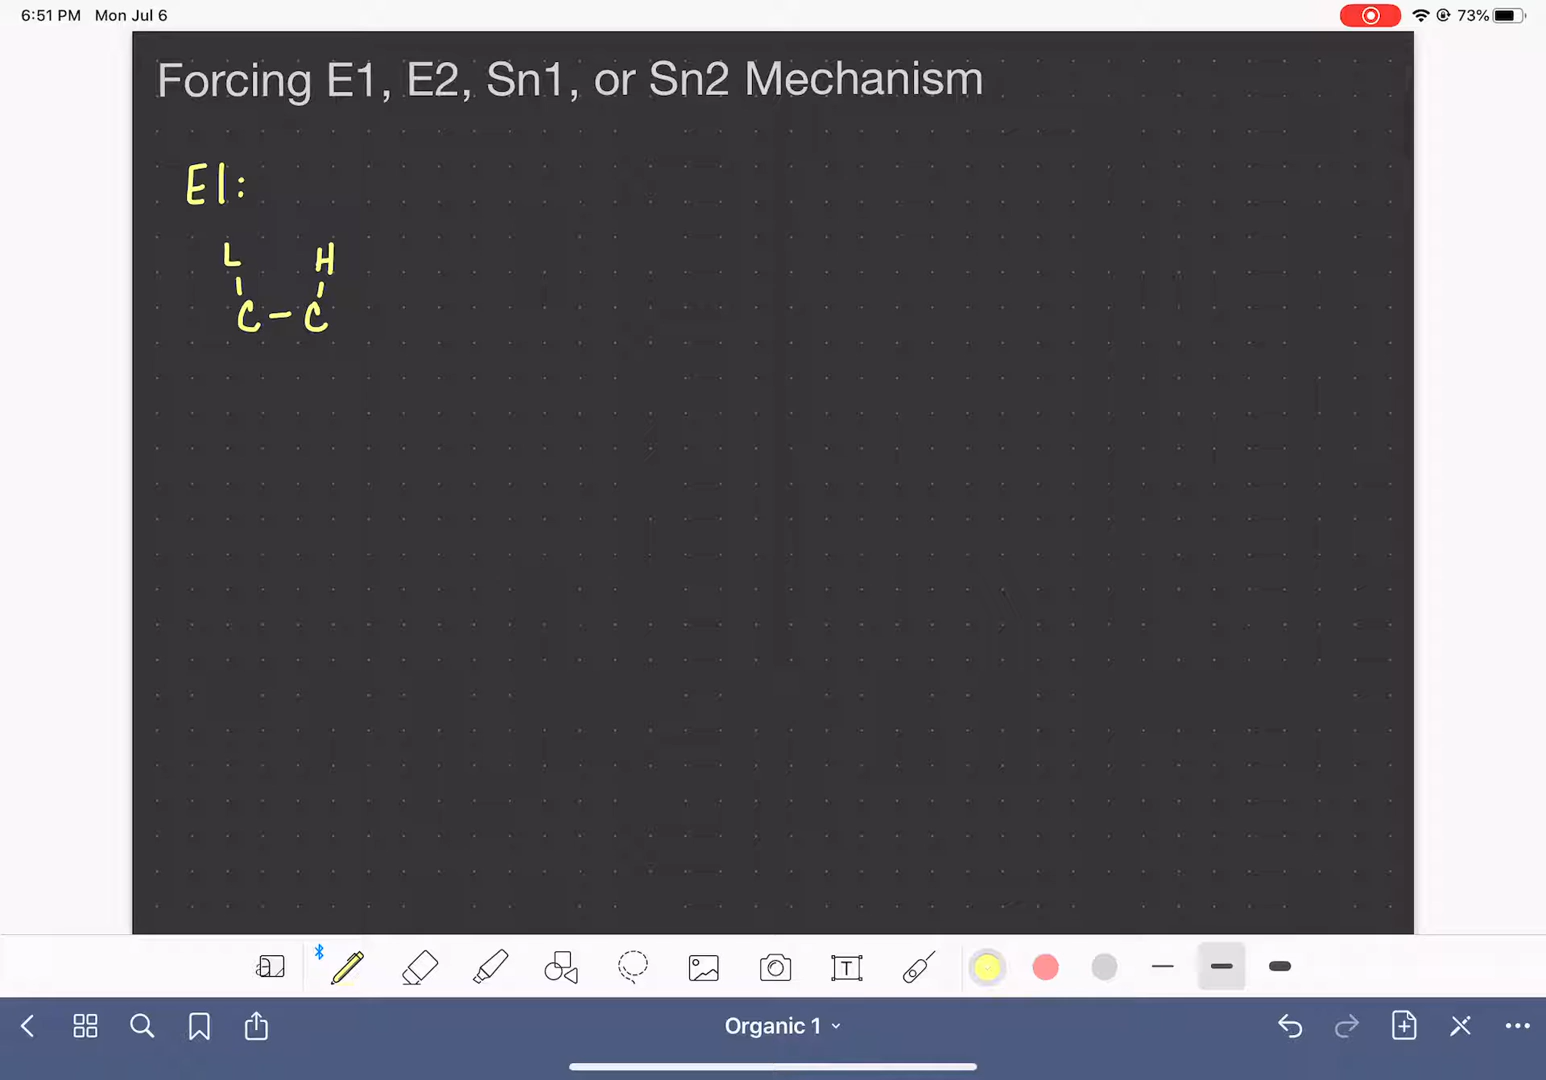 6:51 PM Mon Jul 6 73%
Forcing E1, E2, Sn1, or Sn2 Mechanism
E1:
L H
C - C
T
Organic 1